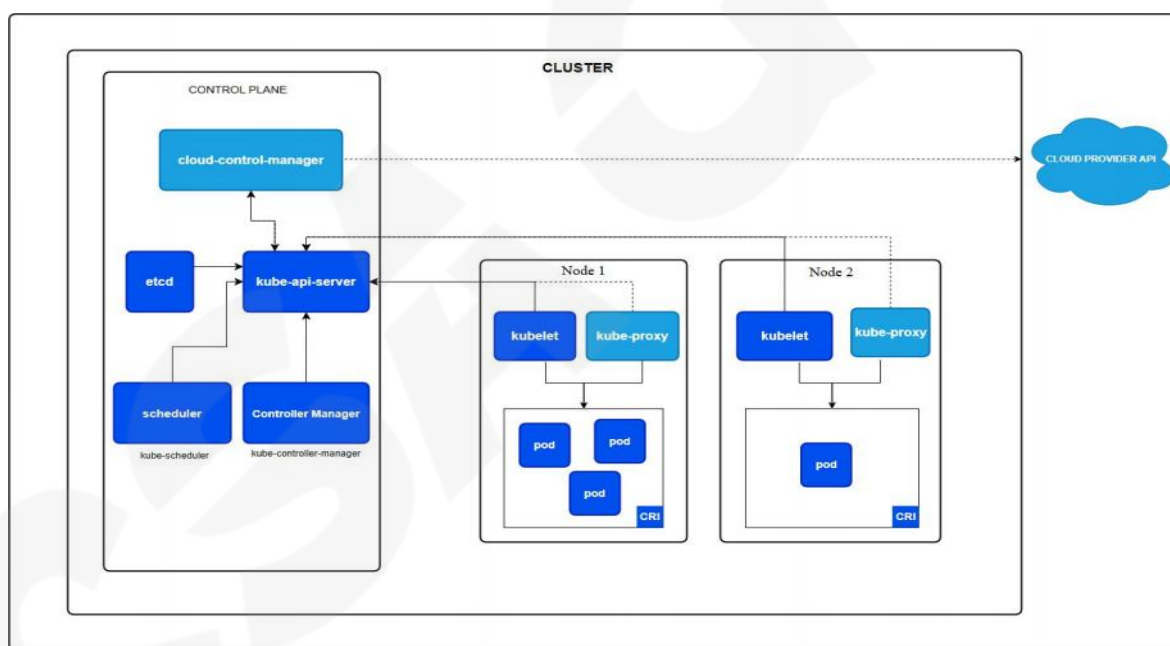 CLUSTER
CONTROL PLANE
cloud-control-manager
CLOUD PROVIDER API
etcd
kube-api-server
scheduler
kube-scheduler
Controller Manager
kube-controller-manager
Node 1
kubelet
kube-proxy
pod
pod
pod
CRI
Node 2
kubelet
kube-proxy
pod
CRI